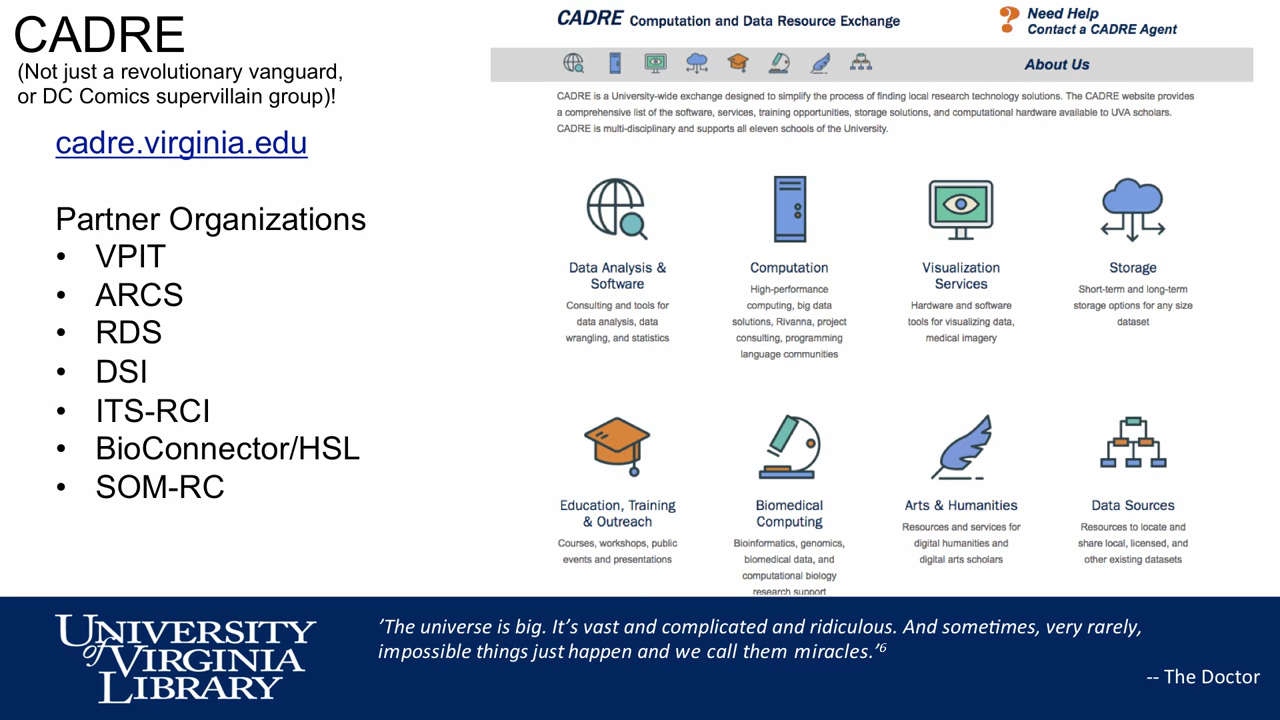 CADRE
(Not just a revolutionary vanguard,
or DC Comics supervillain group)!
cadre.virginia.edu
Partner Organizations
• VPIT
• ARCS
• RDS
• DSI
• ITS-RCI
• BioConnector/HSL
• SOM-RC
CADRE Computation and Data Resource Exchange
? Need Help
Contact a CADRE Agent
About Us
CADRE is a University-wide exchange designed to simplify the process of finding local research technology solutions. The CADRE website provides
a comprehensive list of the software, services, training opportunities, storage solutions, and computational hardware available to UVA scholars.
CADRE is multi-disciplinary and supports all eleven schools of the University.
Data Analysis &
Software
Consulting and tools for
data analysis, data
wrangling, and statistics
Computation
High-performance
computing, big data
solutions, Rivanna, project
consulting, programming
language communities
Visualization
Services
Hardware and software
tools for visualizing data,
medical imagery
Storage
Short-term and long-term
storage options for any size
dataset
Education, Training
& Outreach
Courses, workshops, public
events and presentations
Biomedical
Computing
Bioinformatics, genomics,
biomedical data, and
computational biology
research support
Arts & Humanities
Resources and services for
digital humanities and
digital arts scholars
Data Sources
Resources to locate and
share local, licensed, and
other existing datasets
UNIVERSITY
of VIRGINIA
LIBRARY
’The universe is big. It’s vast and complicated and ridiculous. And sometimes, very rarely,
impossible things just happen and we call them miracles.’⁶
-- The Doctor